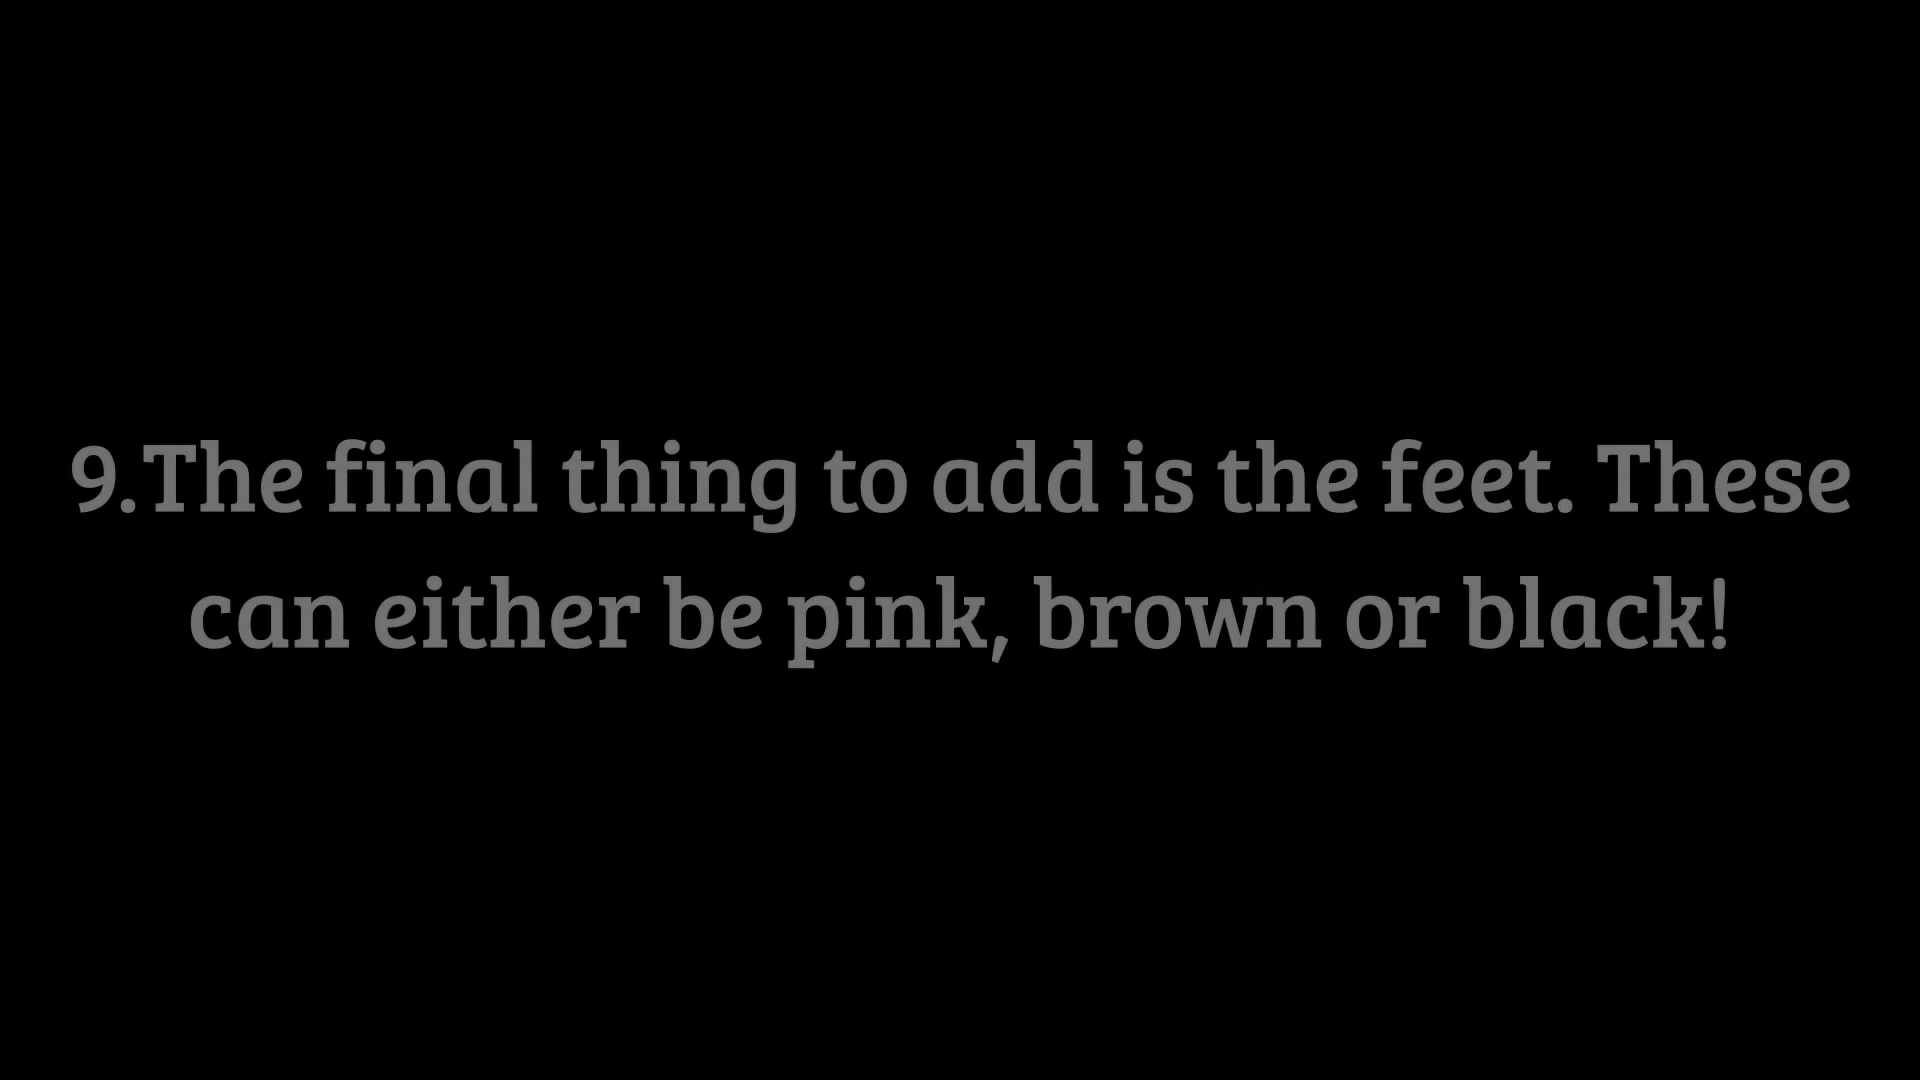 9.The final thing to add is the feet. These
can either be pink, brown or black!